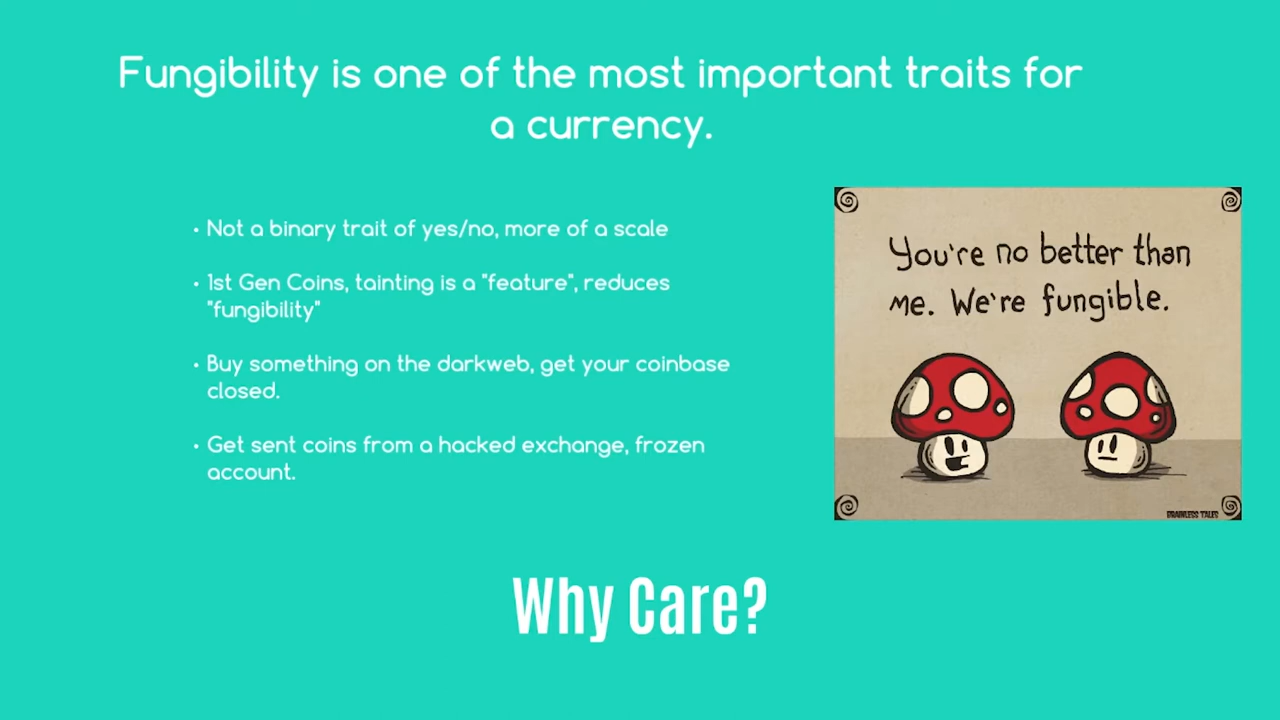 Fungibility is one of the most important traits for
a currency.
• Not a binary trait of yes/no, more of a scale
• 1st Gen Coins, tainting is a "feature", reduces
"fungibility"
• Buy something on the darkweb, get your coinbase
closed.
• Get sent coins from a hacked exchange, frozen
account.
You're no better than
me. We're fungible.
BRAINLESS TALES
Why Care?